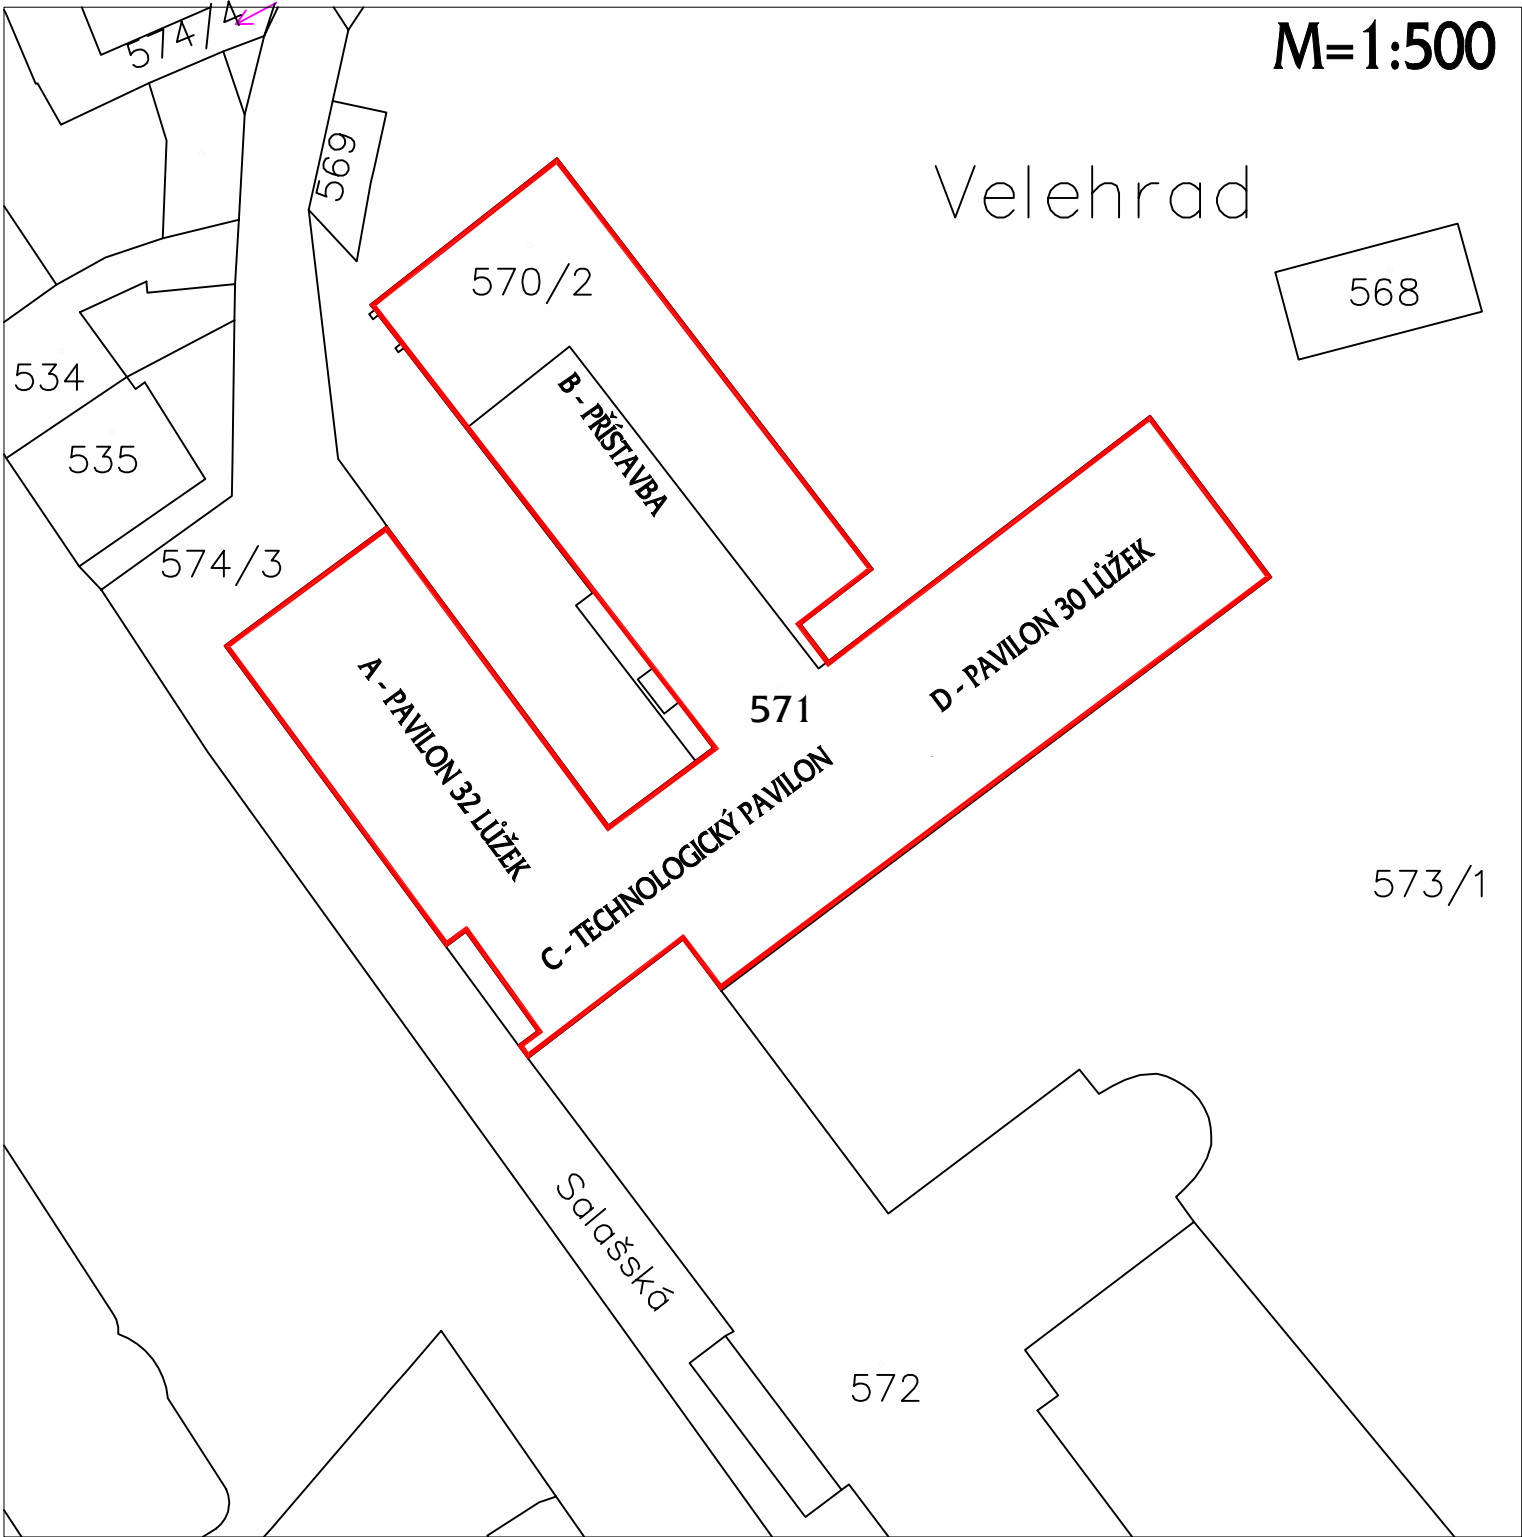 574/4
M=1:500
569
Velehrad
570/2
568
534
B - PŘÍSTAVBA
535
574/3
D - PAVILON 30 LŮŽEK
A - PAVILON 32 LŮŽEK
571
C - TECHNOLOGICKÝ PAVILON
573/1
Salašská
572